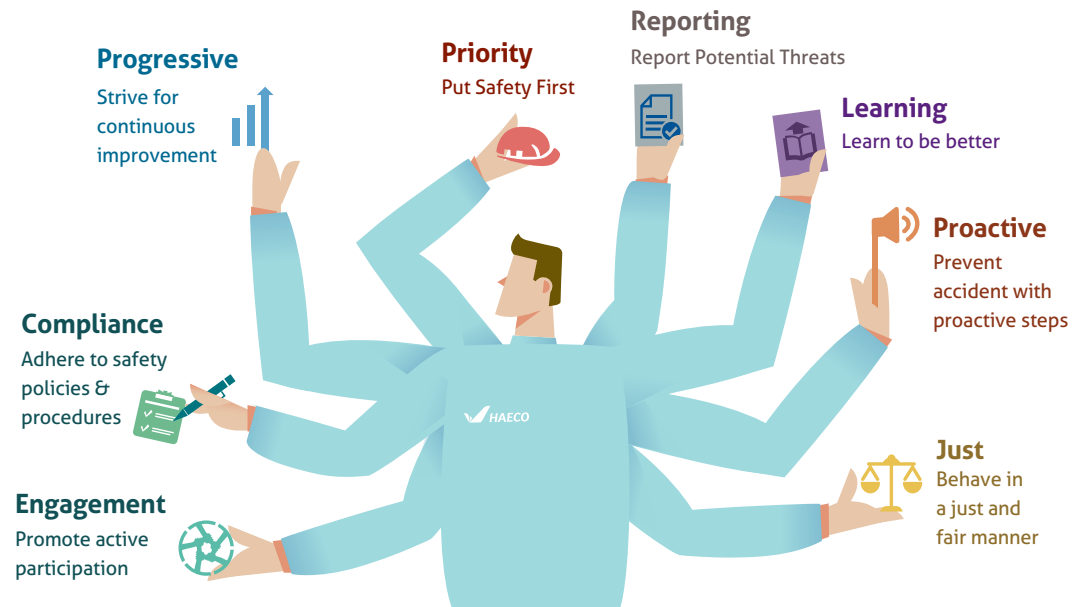 Progressive
Strive for
continuous
improvement
Priority
Put Safety First
Reporting
Report Potential Threats
Learning
Learn to be better
Proactive
Prevent
accident with
proactive steps
Compliance
Adhere to safety
policies &
procedures
HAECO
Engagement
Promote active
participation
Just
Behave in
a just and
fair manner